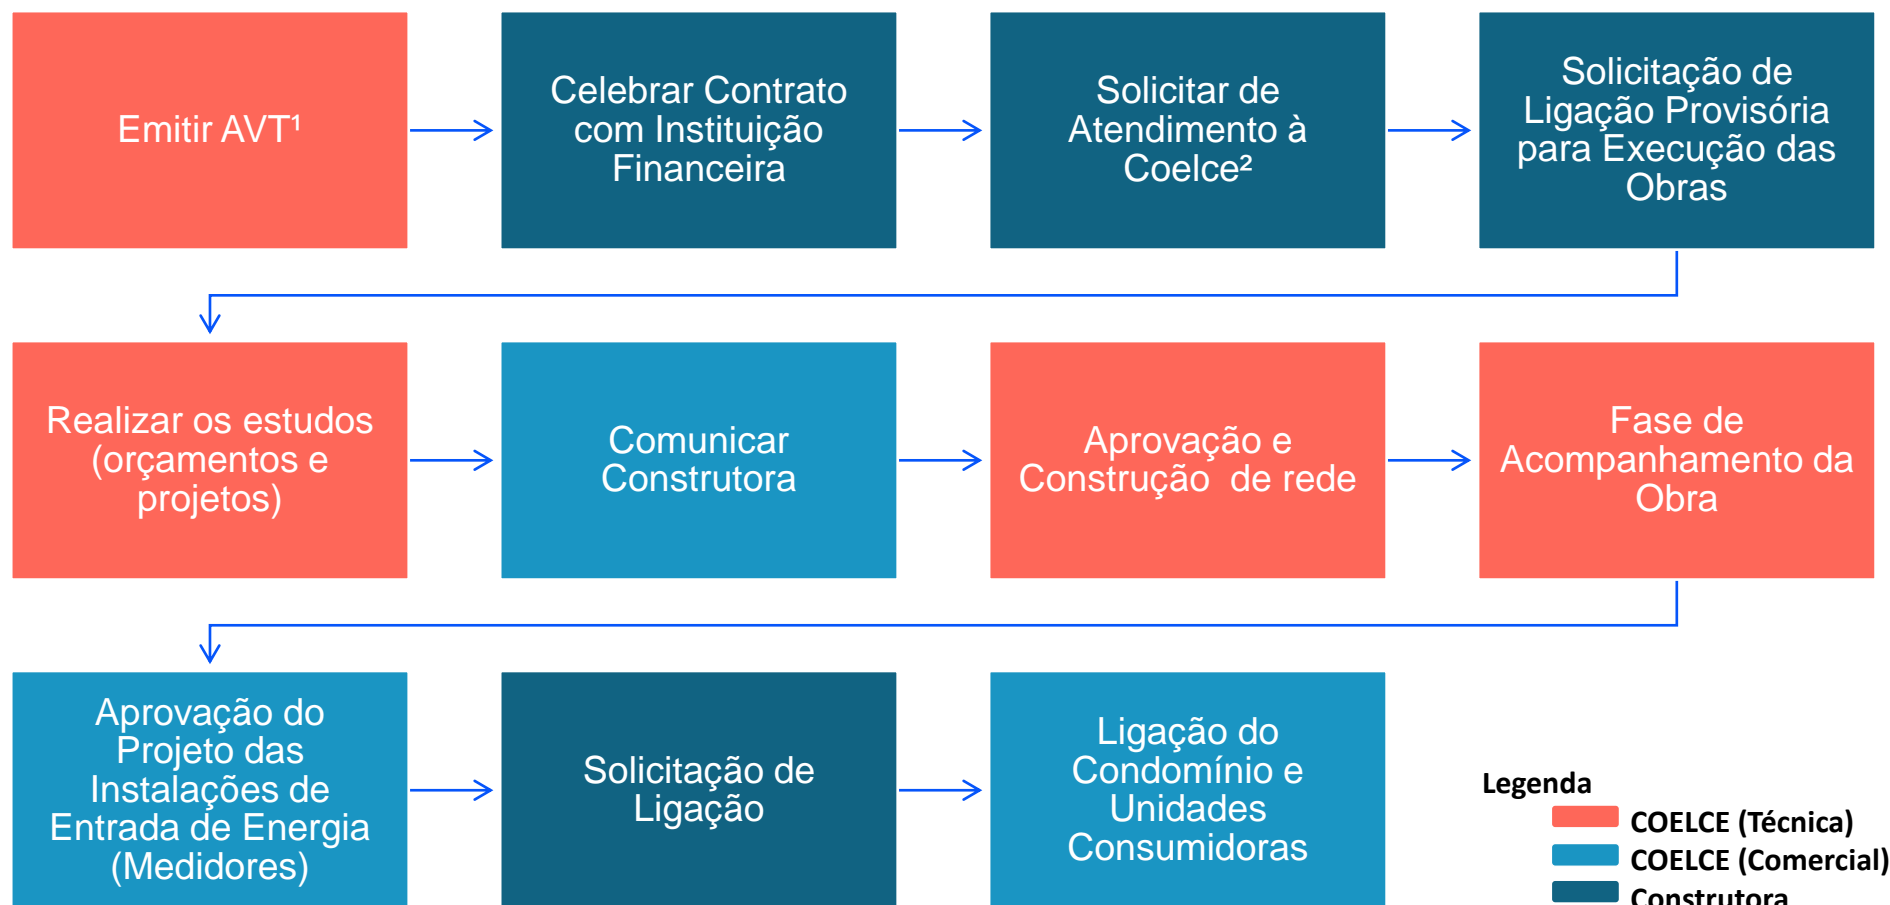 Emitir AVT¹
Celebrar Contrato
com Instituição
Financeira
Solicitar de
Atendimento à
Coelce²
Solicitação de
Ligação Provisória
para Execução das
Obras
Realizar os estudos
(orçamentos e
projetos)
Comunicar
Construtora
Aprovação e
Construção  de rede
Fase de
Acompanhamento da
Obra
Aprovação do
Projeto das
Instalações de
Entrada de Energia
(Medidores)
Solicitação de
Ligação
Ligação do
Condomínio e
Unidades
Consumidoras
Legenda
COELCE (Técnica)
COELCE (Comercial)
Construtora